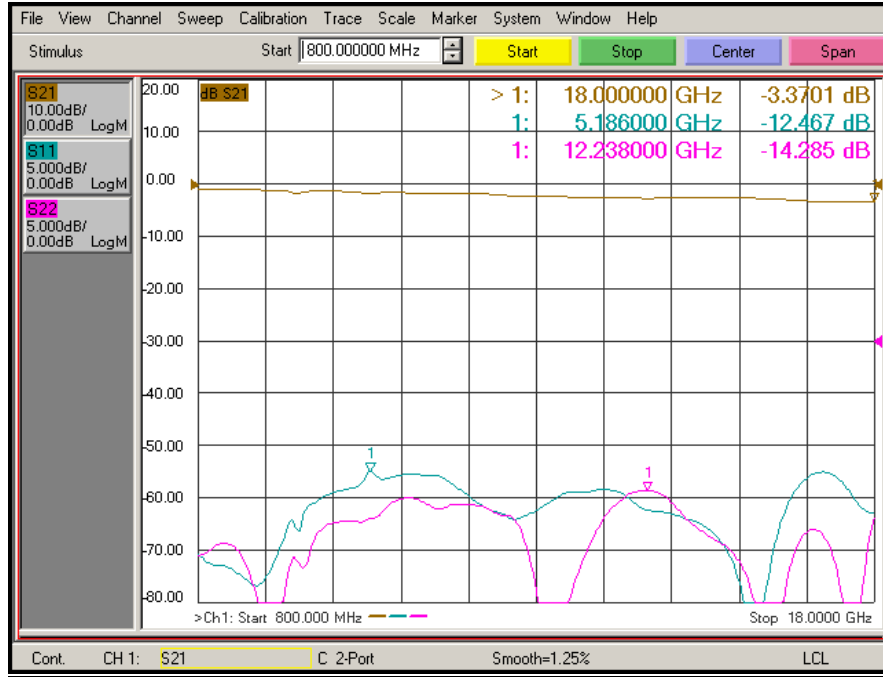 File View Channel Sweep Calibration Trace Scale Marker System Window Help
Stimulus Start 800.000000 MHz Start Stop Center Span
S21
10.00dB/
0.00dB LogM
S11
5.000dB/
0.00dB LogM
S22
5.000dB/
0.00dB LogM
dB S21
> 1: 18.000000 GHz -3.3701 dB
1: 5.186000 GHz -12.467 dB
1: 12.238000 GHz -14.285 dB
20.00
10.00
0.00
-10.00
-20.00
-30.00
-40.00
-50.00
-60.00
-70.00
-80.00
1
1
>Ch1: Start 800.000 MHz Stop 18.0000 GHz
Cont. CH 1: S21 C 2-Port Smooth=1.25% LCL